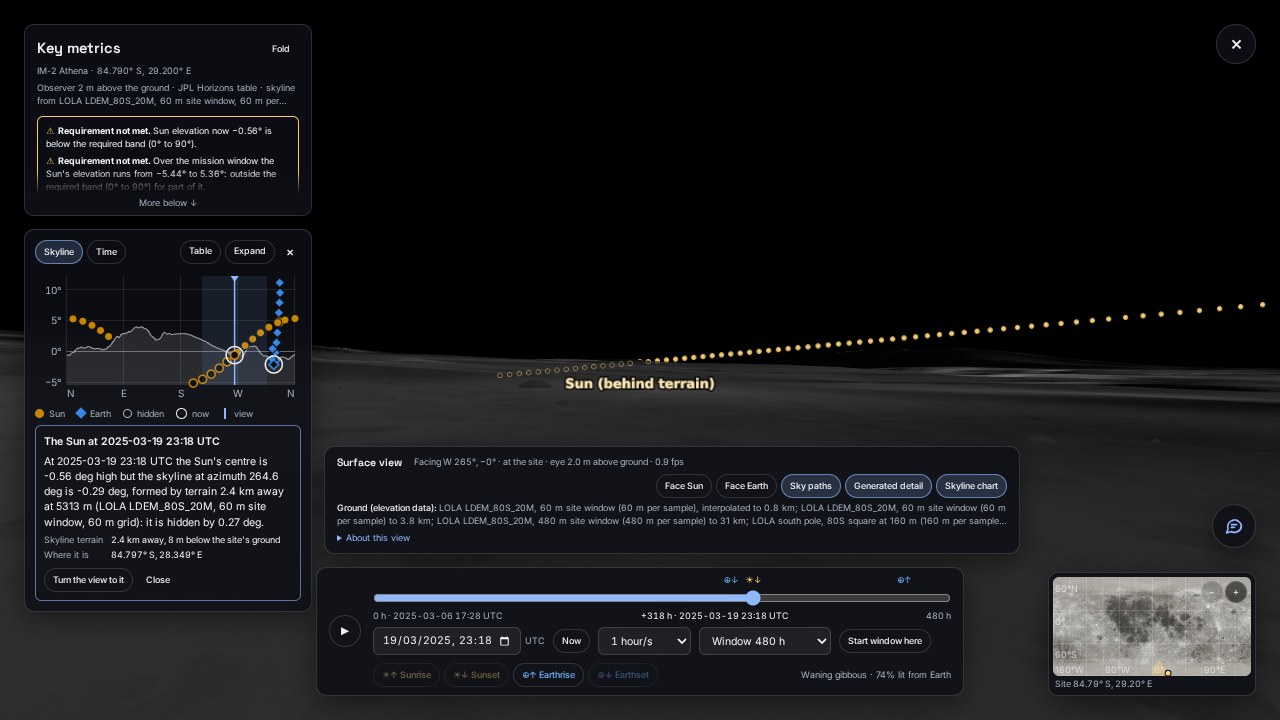 Key metrics
Fold
IM-2 Athena · 84.790° S, 29.200° E
Observer 2 m above the ground · JPL Horizons table · skyline
from LOLA LDEM_80S_20M, 60 m site window, 60 m per...
⚠ Requirement not met. Sun elevation now −0.56° is
below the required band (0° to 90°).
⚠ Requirement not met. Over the mission window the
Sun's elevation runs from −5.44° to 5.36°: outside the
required band (0° to 90°) for part of it.
More below ↓
×
Skyline
Time
Table
Expand
×
10°
5°
0°
−5°
N E S W N
Sun Earth hidden now view
The Sun at 2025-03-19 23:18 UTC
At 2025-03-19 23:18 UTC the Sun's centre is
-0.56 deg high but the skyline at azimuth 264.6
deg is -0.29 deg, formed by terrain 2.4 km away
at 5313 m (LOLA LDEM_80S_20M, 60 m site
window, 60 m grid): it is hidden by 0.27 deg.
Skyline terrain 2.4 km away, 8 m below the site's ground
Where it is 84.797° S, 28.349° E
Turn the view to it
Close
Sun (behind terrain)
Surface view Facing W 265°, −0° · at the site · eye 2.0 m above ground · 0.9 fps
Face Sun
Face Earth
Sky paths
Generated detail
Skyline chart
Ground (elevation data): LOLA LDEM_80S_20M, 60 m site window (60 m per sample), interpolated to 0.8 km; LOLA LDEM_80S_20M, 60 m site window (60 m
per sample) to 3.8 km; LOLA LDEM_80S_20M, 480 m site window (480 m per sample) to 31 km; LOLA south pole, 80S square at 160 m (160 m per sample...
▶ About this view
⊕↓ ☀↓ ⊕↑
0 h · 2025-03-06 17:28 UTC
+318 h · 2025-03-19 23:18 UTC
480 h
▶
19/03/2025, 23:18
UTC
Now
1 hour/s
Window 480 h
Start window here
☀↑ Sunrise
☀↓ Sunset
⊕↑ Earthrise
⊕↓ Earthset
Waning gibbous · 74% lit from Earth
60°N
− +
0°
60°S
180°W 90°W 0° 90°E
Site 84.79° S, 29.20° E